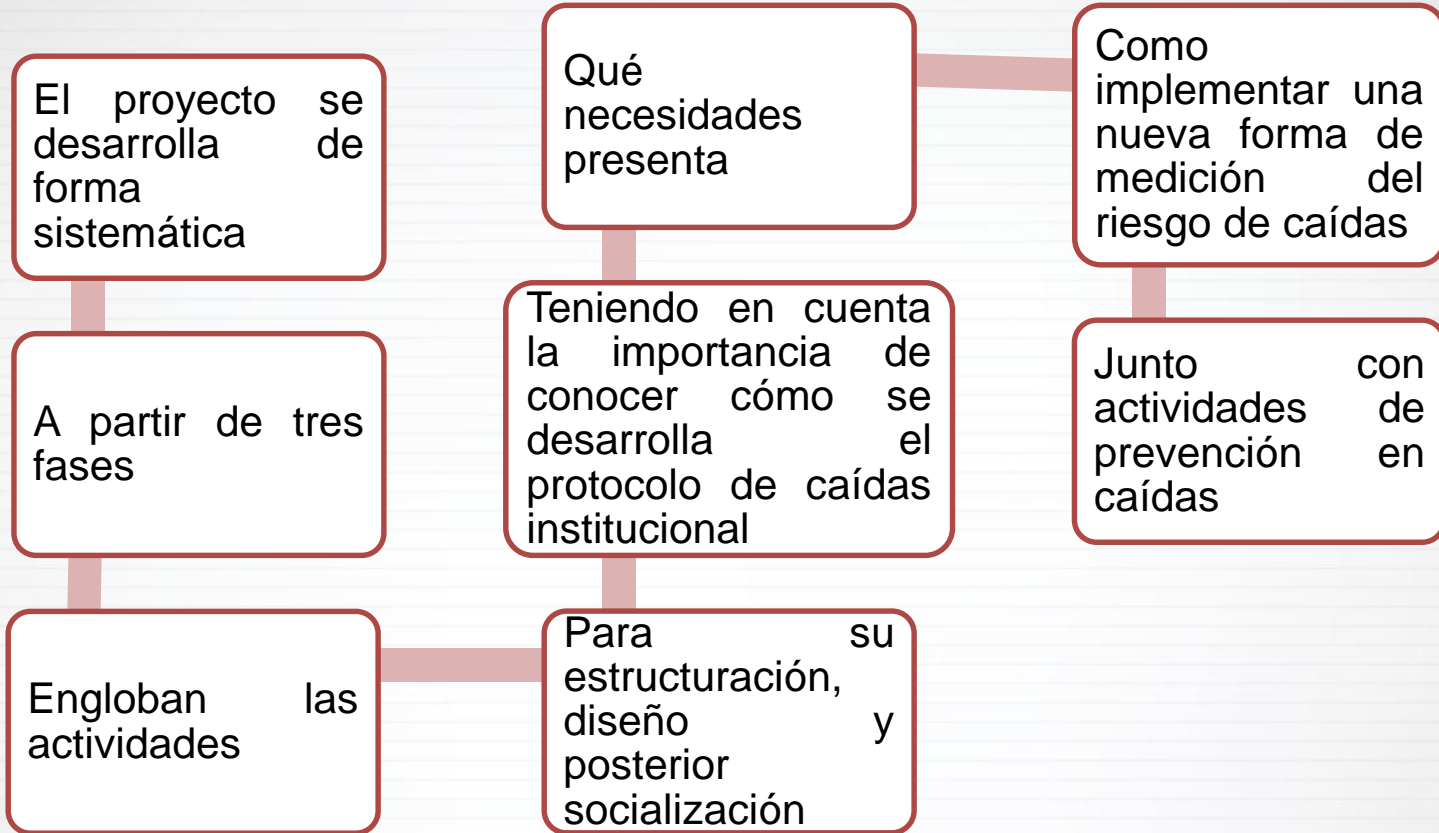 El proyecto se
desarrolla de
forma
sistemática
A partir de tres
fases
Engloban las
actividades
Para su
estructuración,
diseño y
posterior
socialización
Teniendo en cuenta
la importancia de
conocer cómo se
desarrolla el
protocolo de caídas
institucional
Qué
necesidades
presenta
Como
implementar una
nueva forma de
medición del
riesgo de caídas
Junto con
actividades de
prevención en
caídas